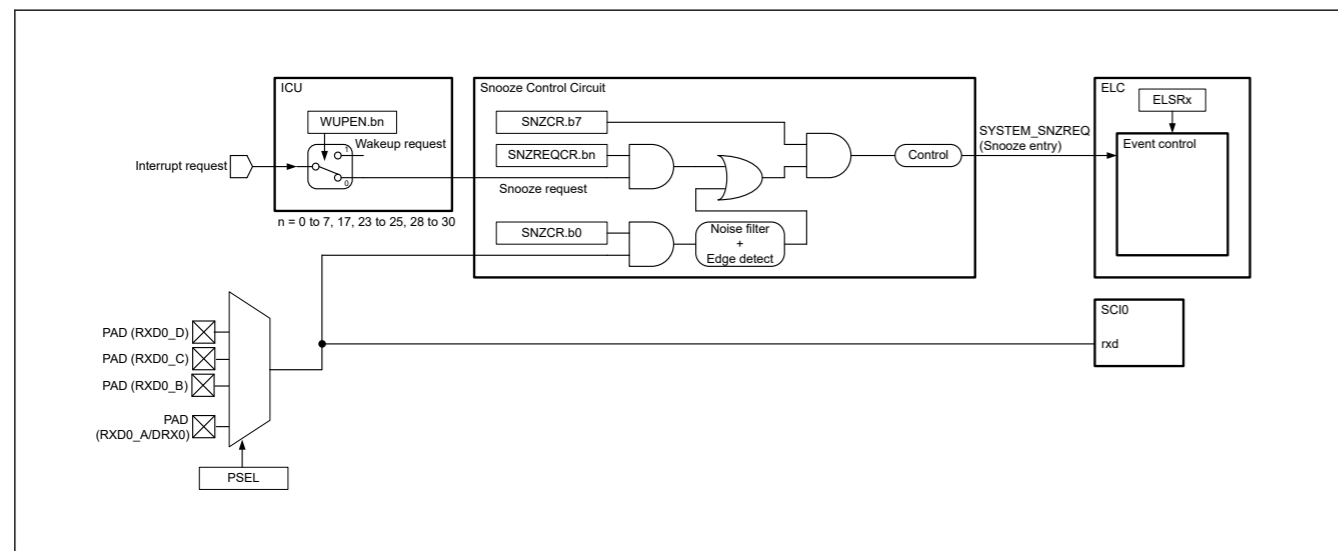 ICU
WUPEN.bn
1
Wakeup request
Interrupt request
0
n = 0 to 7, 17, 23 to 25, 28 to 30
Snooze Control Circuit
SNZCR.b7
SNZREQCR.bn
Snooze request
SNZCR.b0
Noise filter
+
Edge detect
Control
SYSTEM_SNZREQ
(Snooze entry)
ELC
ELSRx
Event control
SCI0
rxd
PAD (RXD0_D)
PAD (RXD0_C)
PAD (RXD0_B)
PAD
(RXD0_A/DRX0)
PSEL